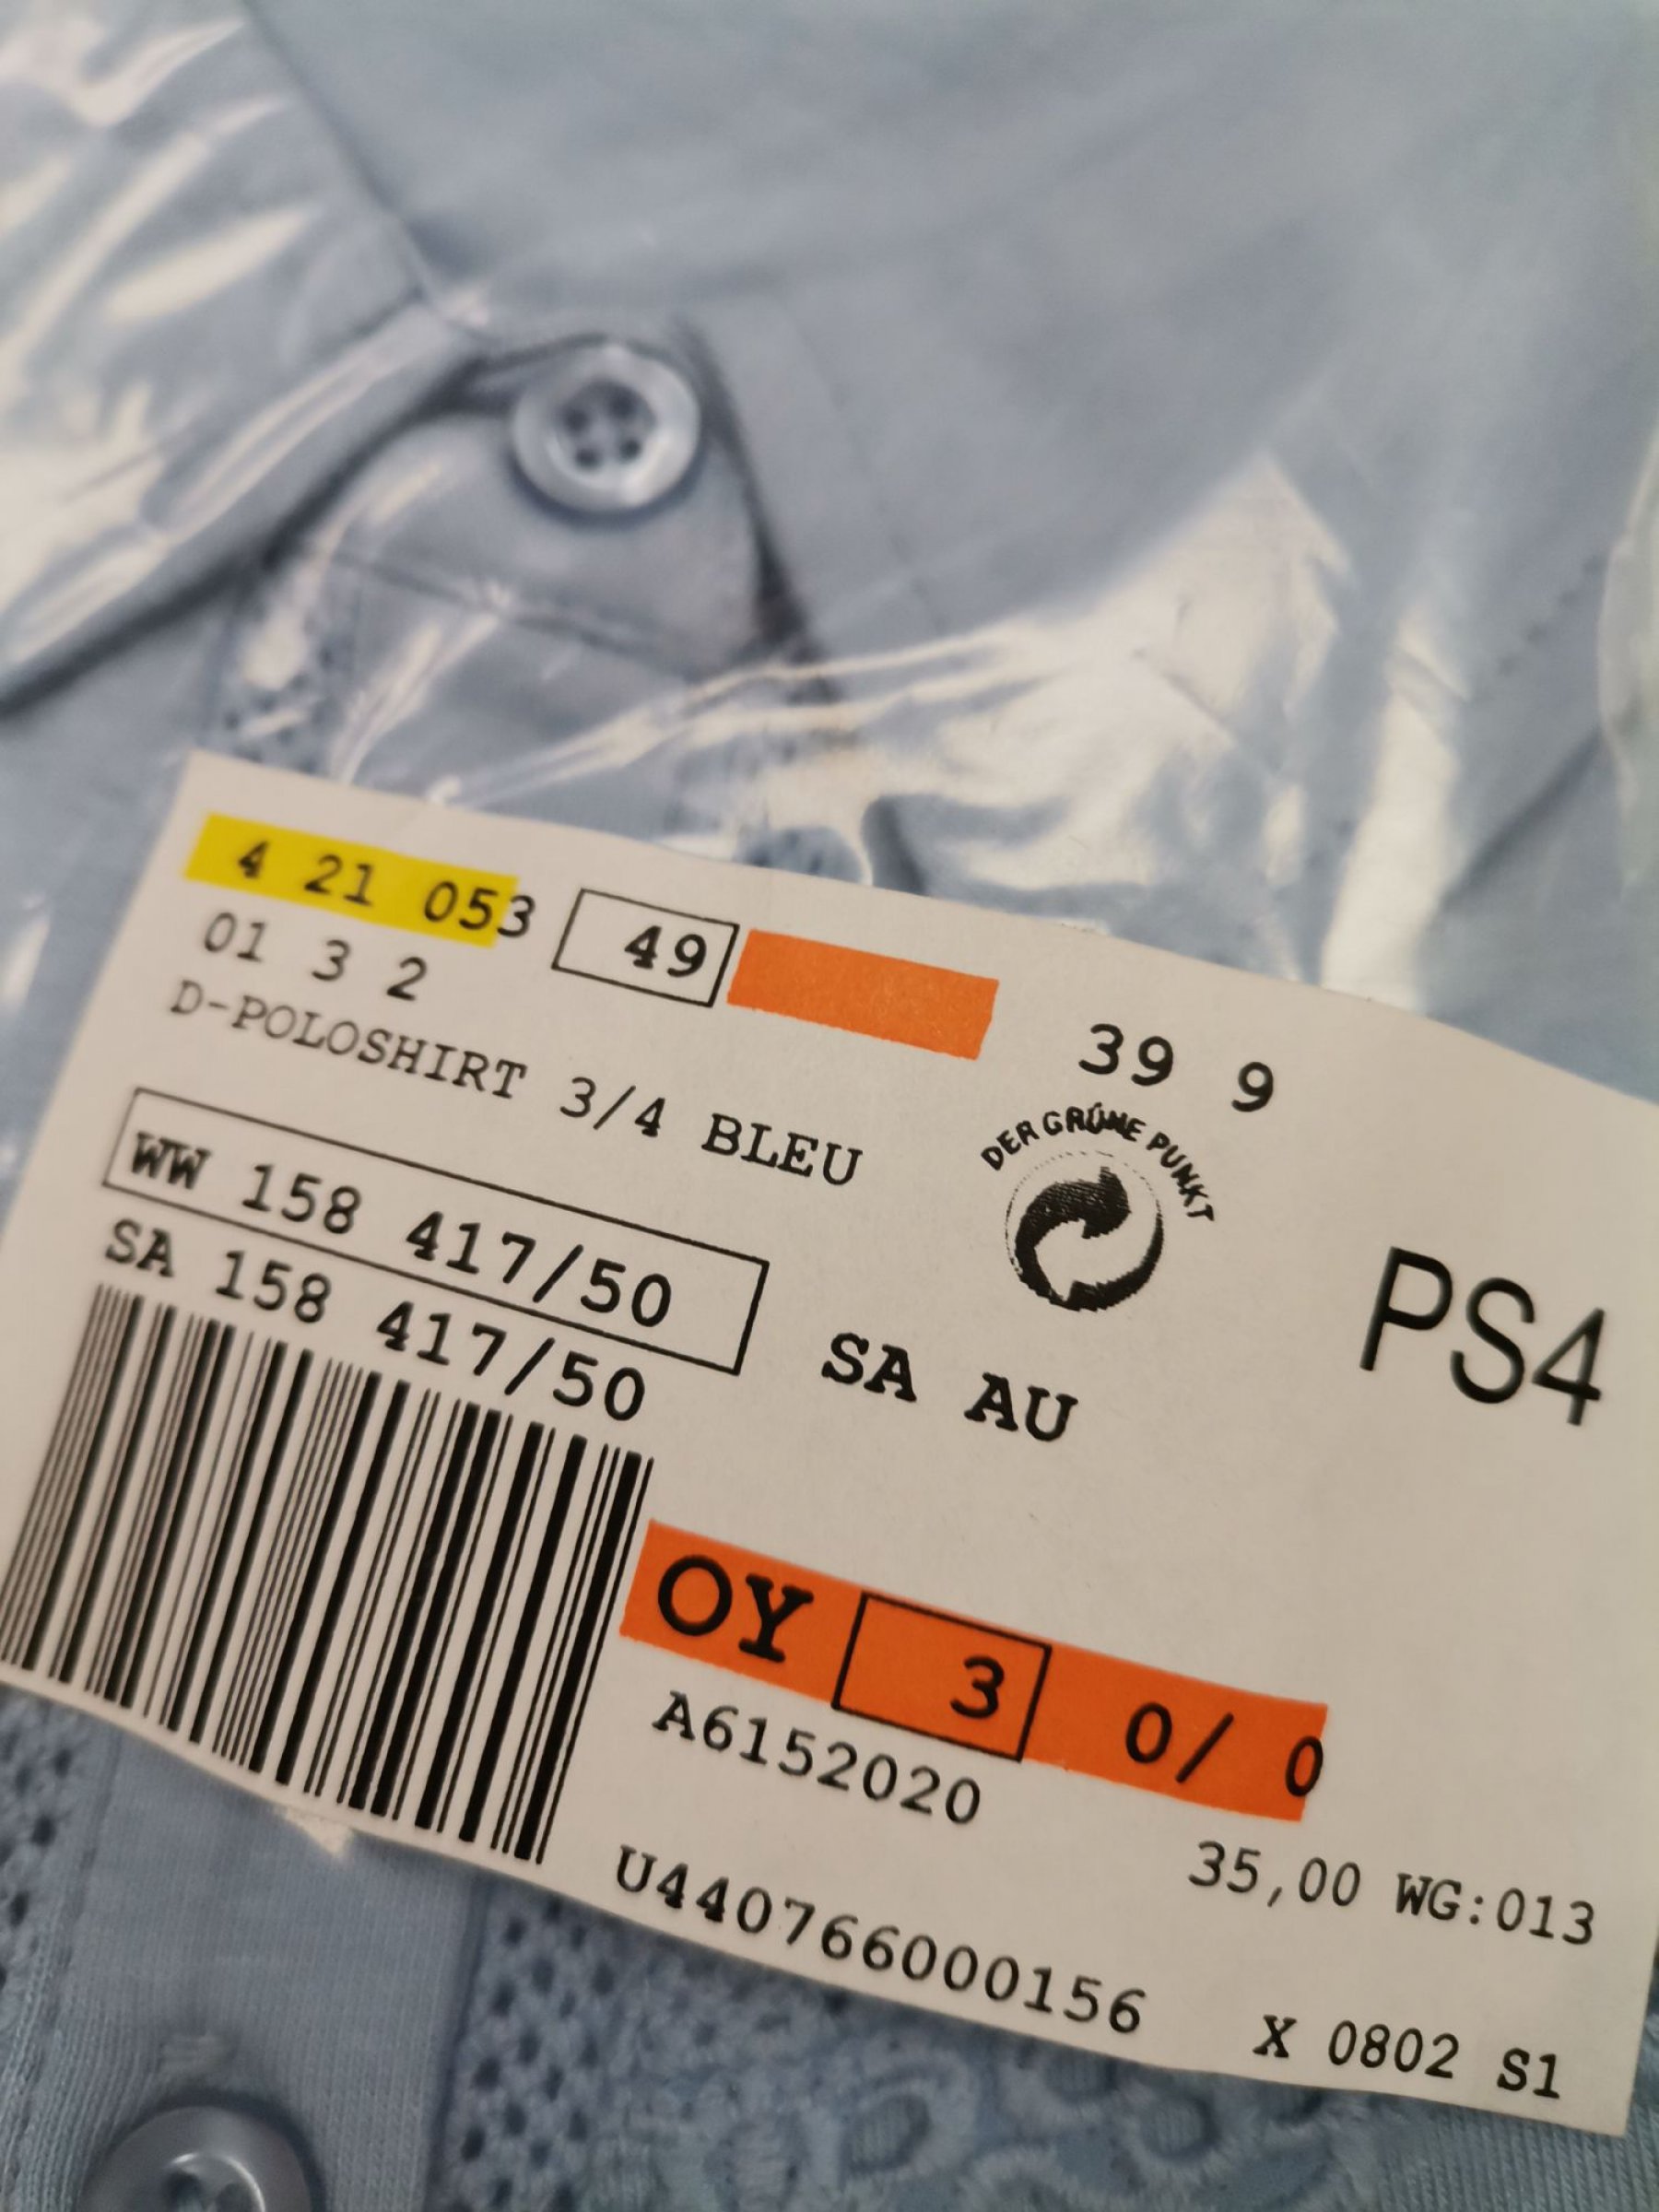 4 21 053 49 39 9
01 3 2
D-POLOSHIRT 3/4 BLEU
DER GRÜNE PUNKT
WW 158 417/50
SA 158 417/50
SA AU
PS4
OY 3 0/ 0
A6152020
35,00 WG:013
U440766000156 X 0802 S1